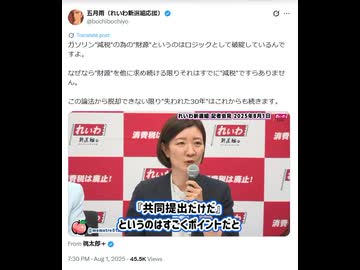 五月雨（れいわ新選組応援）
@bochibochiyo
Translate post
ガソリン”減税”の為の”財源”というのはロジックとして破綻しているんですよ。
なぜなら”財源”を他に求め続ける限りそれはすでに”減税”ですらありません。
この論法から脱却できない限り”失われた30年”はこれからも続きます。
れいわ新選組 記者会見 2025年8月1日
れいわ
消費税は廃止!
『共同提出だけだ』
というのはすごくポイントだと
From 桃太郎＋
7:30 PM · Aug 1, 2025 · 45.5K Views